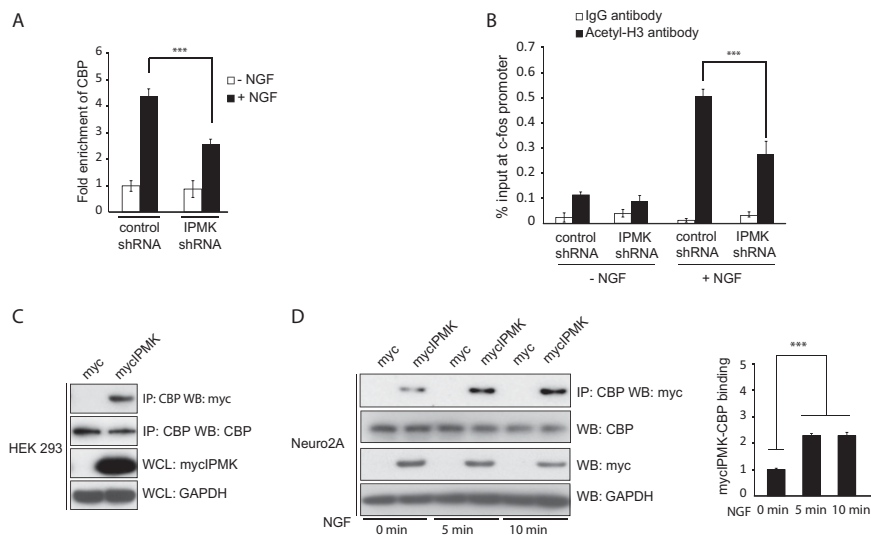 A
Fold enrichment of CBP
6
5
4
3
2
1
0
***
- NGF
+ NGF
control
shRNA
IPMK
shRNA
B
IgG antibody
Acetyl-H3 antibody
% input at c-fos promoter
0.6
0.5
0.4
0.3
0.2
0.1
0
***
control
shRNA
IPMK
shRNA
control
shRNA
IPMK
shRNA
- NGF
+ NGF
C
myc
mycIPMK
HEK 293
IP: CBP WB: myc
IP: CBP WB: CBP
WCL: mycIPMK
WCL: GAPDH
D
myc
mycIPMK
myc
mycIPMK
myc
mycIPMK
Neuro2A
IP: CBP WB: myc
WB: CBP
WB: myc
WB: GAPDH
NGF
0 min
5 min
10 min
mycIPMK-CBP binding
5
4
3
2
1
0
***
NGF
0 min
5 min
10 min